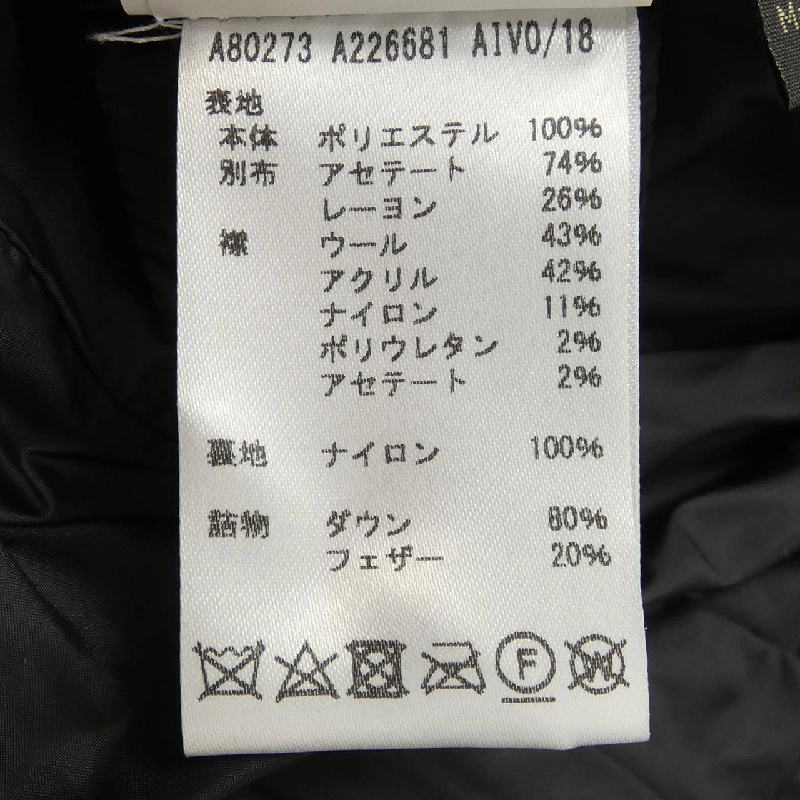 A80273 A226681 AIV0/18
表地
本体 ポリエステル 100%
別布 アセテート 74%
レーヨン 26%
襟 ウール 43%
アクリル 42%
ナイロン 11%
ポリウレタン 2%
アセテート 2%
裏地 ナイロン 100%
詰物 ダウン 80%
フェザー 20%
F W